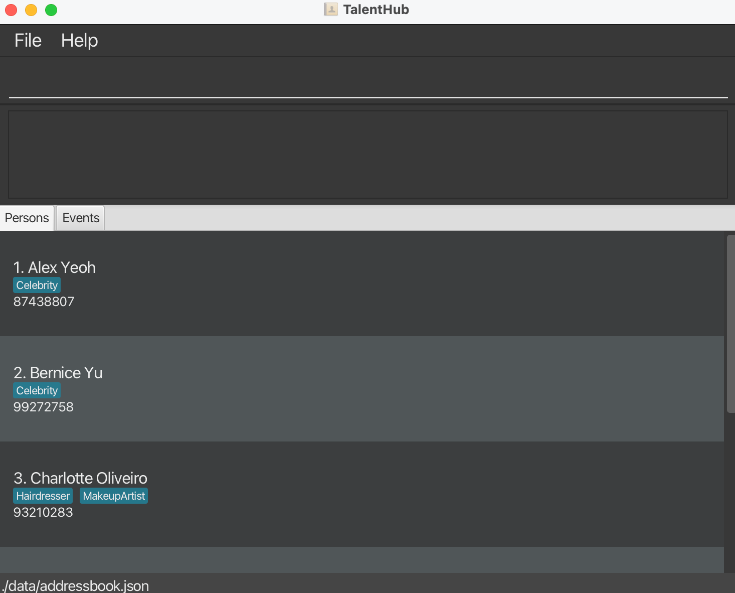 TalentHub
File Help
Persons Events
1. Alex Yeoh
Celebrity
87438807
2. Bernice Yu
Celebrity
99272758
3. Charlotte Oliveiro
Hairdresser MakeupArtist
93210283
./data/addressbook.json